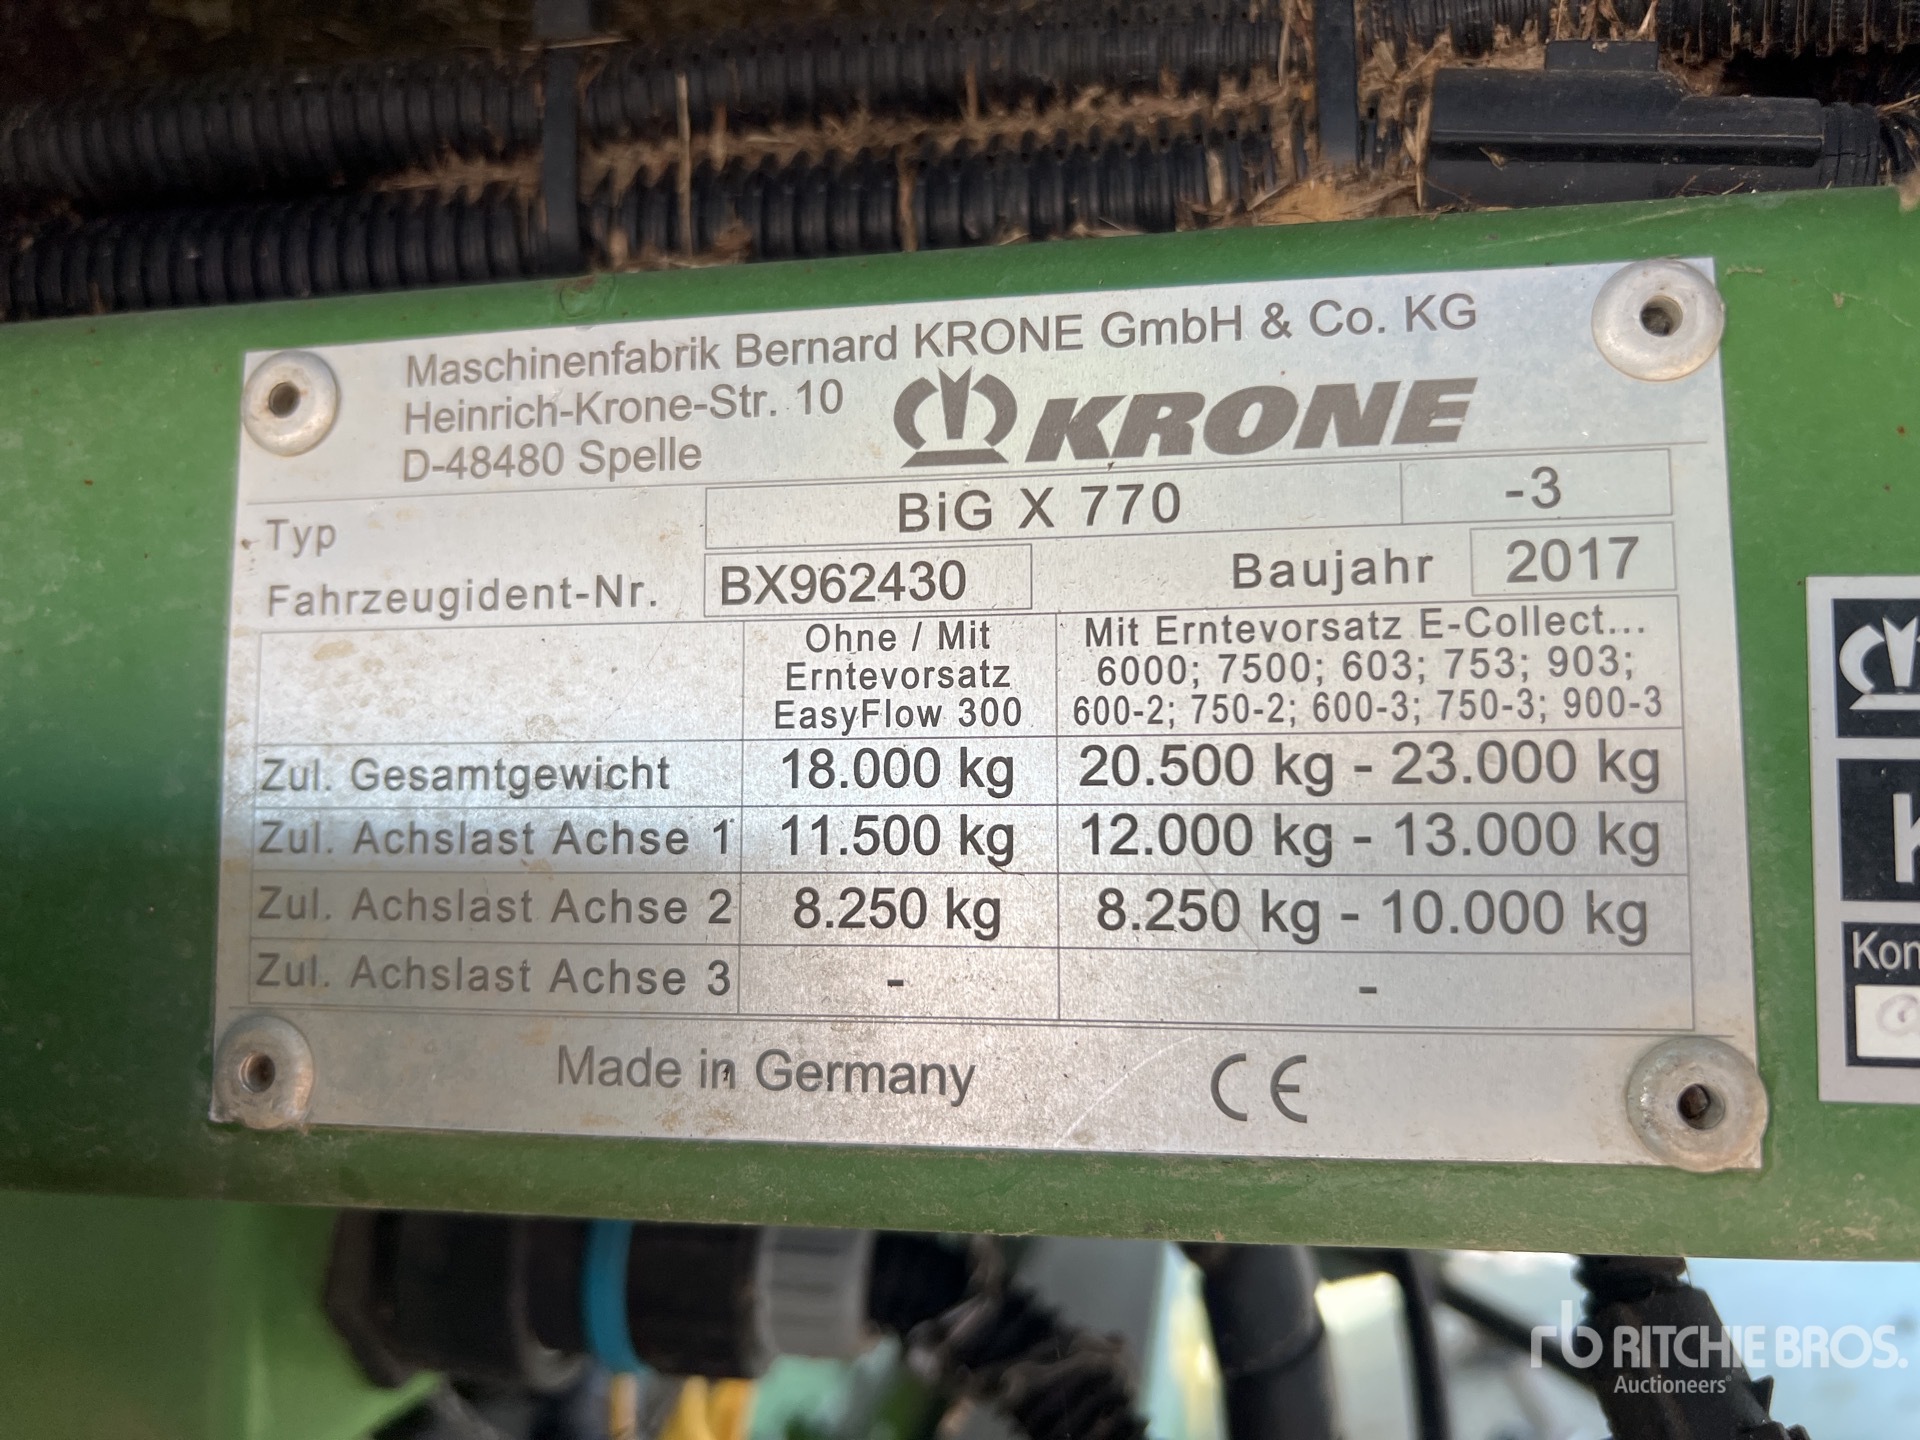 Maschinenfabrik Bernard KRONE GmbH & Co. KG
Heinrich-Krone-Str. 10
D-48480 Spelle
KRONE
Typ BiG X 770 -3
Fahrzeugident-Nr. BX962430 Baujahr 2017
Ohne / Mit Erntevorsatz EasyFlow 300
Mit Erntevorsatz E-Collect...
6000; 7500; 603; 753; 903;
600-2; 750-2; 600-3; 750-3; 900-3
Zul. Gesamtgewicht 18.000 kg 20.500 kg - 23.000 kg
Zul. Achslast Achse 1 11.500 kg 12.000 kg - 13.000 kg
Zul. Achslast Achse 2 8.250 kg 8.250 kg - 10.000 kg
Zul. Achslast Achse 3 - -
Made in Germany CE
K
Kon
rb RITCHIE BROS.
Auctioneers